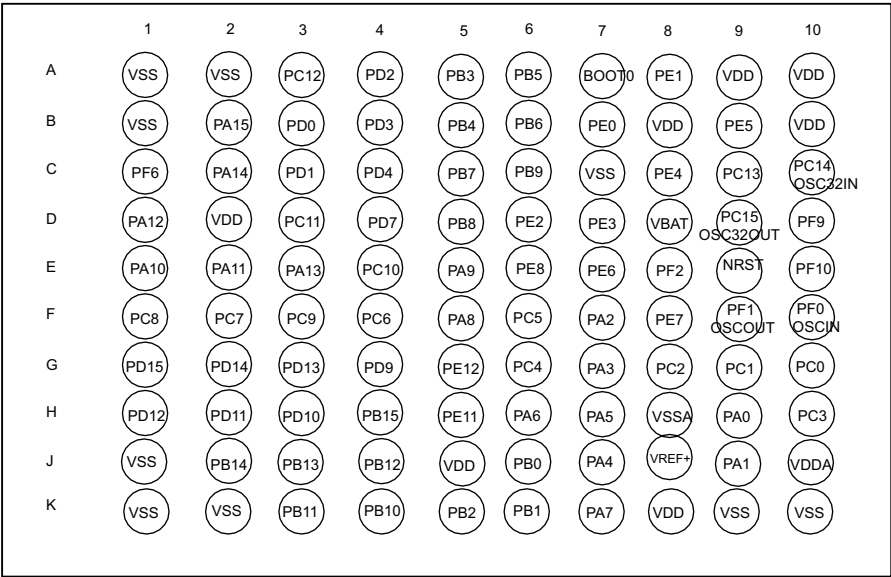 1 2 3 4 5 6 7 8 9 10
A VSS VSS PC12 PD2 PB3 PB5 BOOT0 PE1 VDD VDD
B VSS PA15 PD0 PD3 PB4 PB6 PE0 VDD PE5 VDD
C PF6 PA14 PD1 PD4 PB7 PB9 VSS PE4 PC13 PC14
OSC32IN
D PA12 VDD PC11 PD7 PB8 PE2 PE3 VBAT PC15 PF9
OSC32OUT
E PA10 PA11 PA13 PC10 PA9 PE8 PE6 PF2 NRST PF10
F PC8 PC7 PC9 PC6 PA8 PC5 PA2 PE7 PF1 PF0
OSCOUT OSCIN
G PD15 PD14 PD13 PD9 PE12 PC4 PA3 PC2 PC1 PC0
H PD12 PD11 PD10 PB15 PE11 PA6 PA5 VSSA PA0 PC3
J VSS PB14 PB13 PB12 VDD PB0 PA4 VREF+ PA1 VDDA
K VSS VSS PB11 PB10 PB2 PB1 PA7 VDD VSS VSS